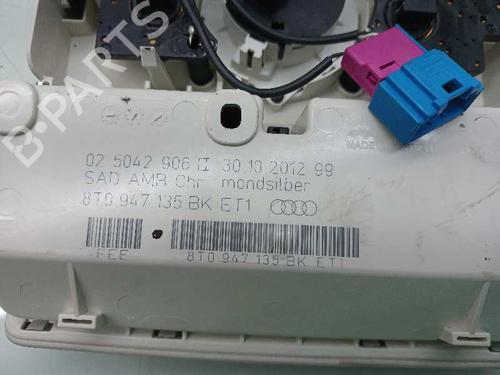 B-PARTS
02 5042 906 II 30.10.2012 99
SAD AMB Chr mondsilber
8T0 947 135 BK ET1
FEE 8T0 947 135 BK ET1
MADE